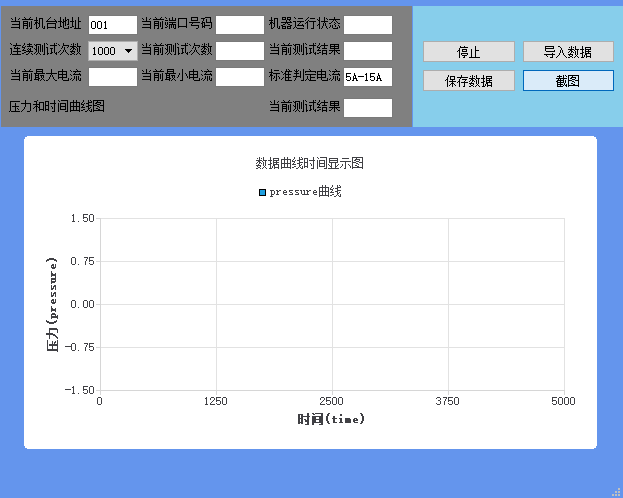 当前机台地址 001 当前端口号码 机器运行状态
连续测试次数 1000 当前测试次数 当前测试结果 停止 导入数据
当前最大电流 当前最小电流 标准判定电流 5A-15A 保存数据 截图
压力和时间曲线图 当前测试结果
数据曲线时间显示图
pressure曲线
1.50
0.75
0.00
-0.75
-1.50
压力(pressure)
0 1250 2500 3750 5000
时间(time)